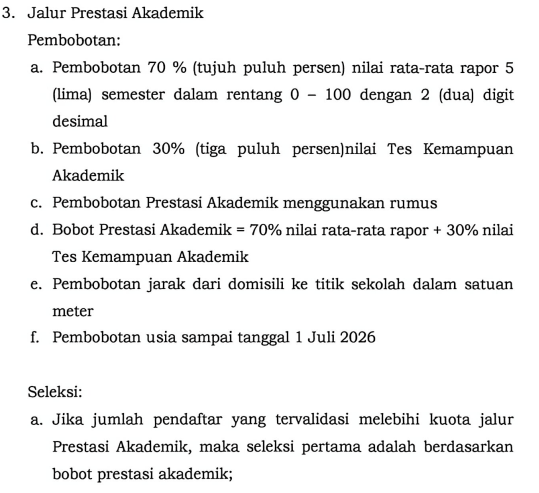 3. Jalur Prestasi Akademik
Pembobotan:
a. Pembobotan 70 % (tujuh puluh persen) nilai rata-rata rapor 5
(lima) semester dalam rentang 0 – 100 dengan 2 (dua) digit
desimal
b. Pembobotan 30% (tiga puluh persen)nilai Tes Kemampuan
Akademik
c. Pembobotan Prestasi Akademik menggunakan rumus
d. Bobot Prestasi Akademik = 70% nilai rata-rata rapor + 30% nilai
Tes Kemampuan Akademik
e. Pembobotan jarak dari domisili ke titik sekolah dalam satuan
meter
f. Pembobotan usia sampai tanggal 1 Juli 2026
Seleksi:
a. Jika jumlah pendaftar yang tervalidasi melebihi kuota jalur
Prestasi Akademik, maka seleksi pertama adalah berdasarkan
bobot prestasi akademik;